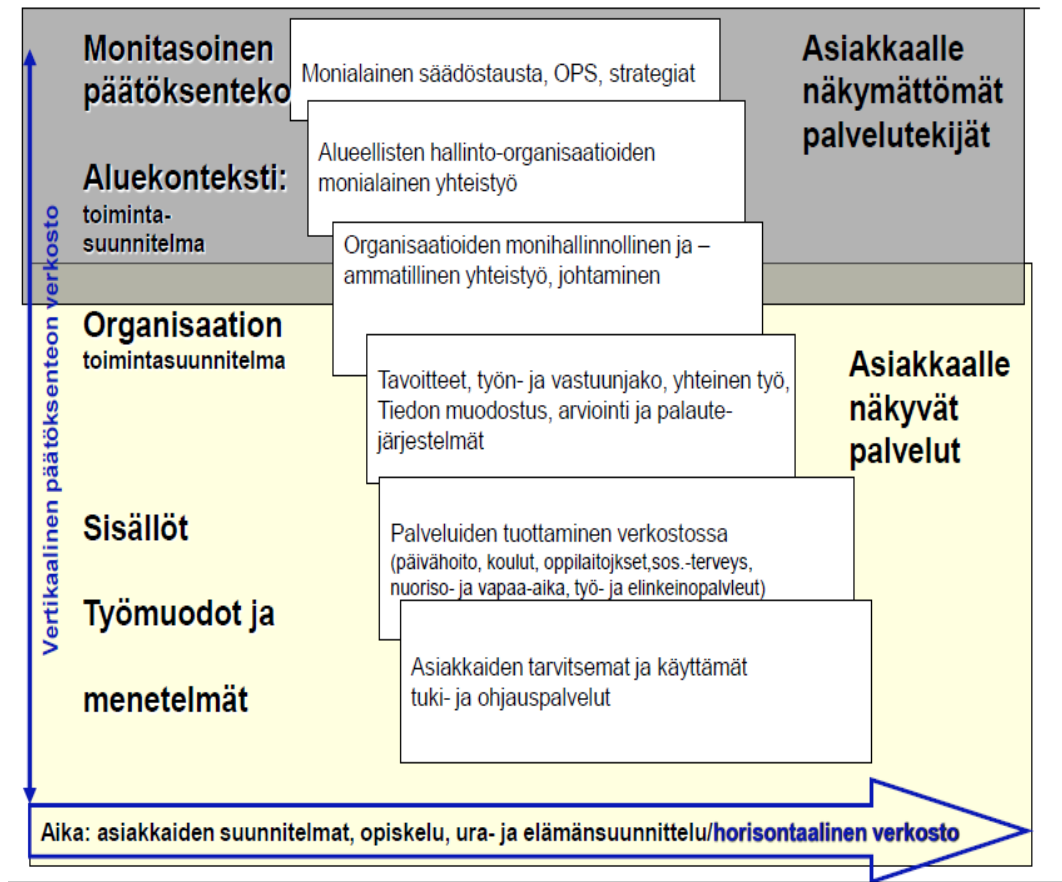 Monitasoinen
päätöksenteko
Monialainen säädöstausta, OPS, strategiat
Asiakkaalle
näkymättömät
palvelutekijät
Alueellisten hallinto-organisaatioiden
monialainen yhteistyö
Aluekonteksti:
toiminta-
suunnitelma
Organisaatioiden monihallinnollinen ja –
ammatillinen yhteistyö, johtaminen
Organisaation
toimintasuunnitelma
Tavoitteet, työn- ja vastuunjako, yhteinen työ,
Tiedon muodostus, arviointi ja palaute-
järjestelmät
Asiakkaalle
näkyvät
palvelut
Sisällöt
Työmuodot ja
menetelmät
Palveluiden tuottaminen verkostossa
(päivähoito, koulut, oppilaitojkset,sos.-terveys,
nuoriso- ja vapaa-aika, työ- ja elinkeinopalvleut)
Asiakkaiden tarvitsemat ja käyttämät
tuki- ja ohjauspalvelut
Vertikaalinen päätöksenteon verkosto
Aika: asiakkaiden suunnitelmat, opiskelu, ura- ja elämänsuunnittelu/horisontaalinen verkosto